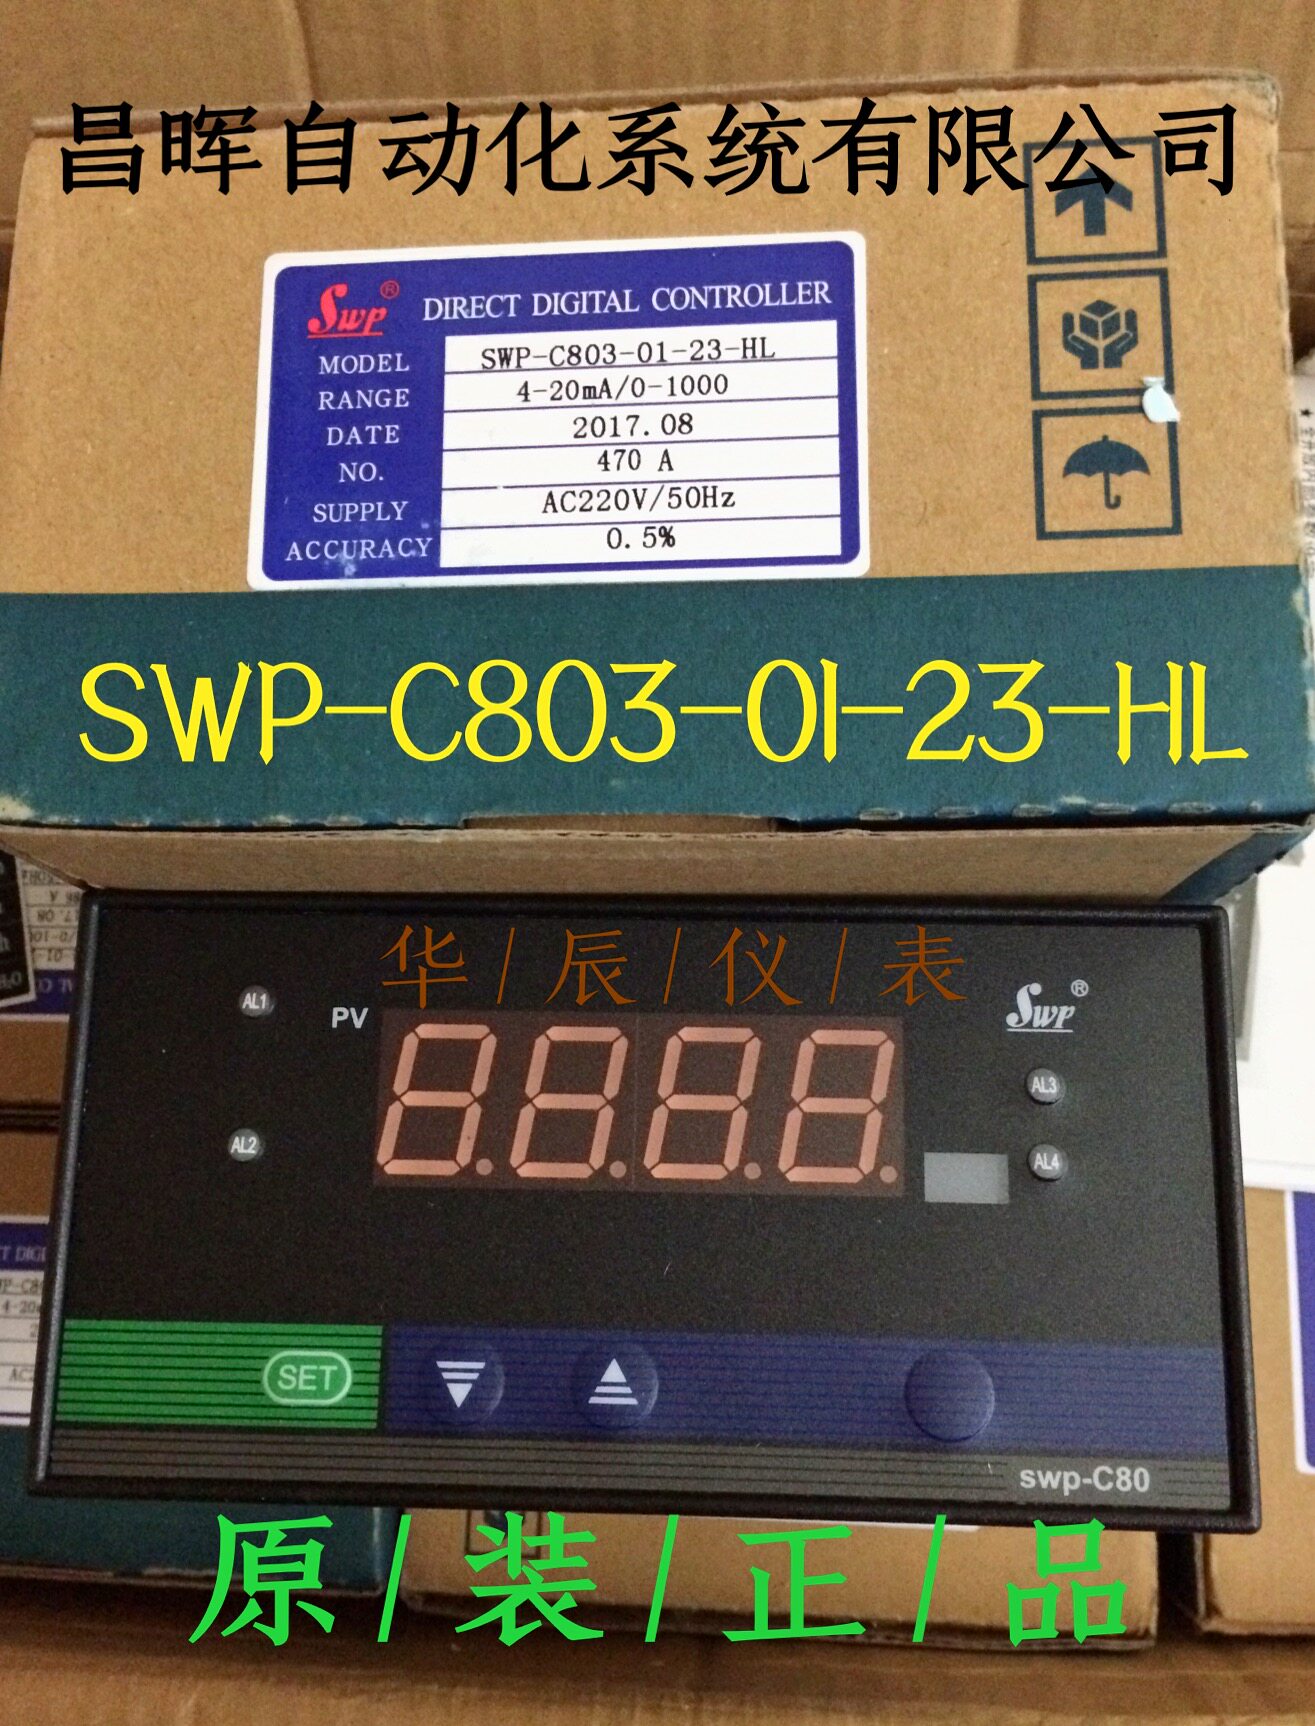 昌晖自动化系统有限公司
Swp® DIRECT DIGITAL CONTROLLER
MODEL SWP-C803-01-23-HL
RANGE 4-20mA/0-1000
DATE 2017.08
NO. 470 A
SUPPLY AC220V/50Hz
ACCURACY 0.5%
SWP-C803-01-23-HL
华/辰/仪/表
AL1
PV
Swp®
AL3
AL2
AL4
SET
swp-C80
原/装/正/品